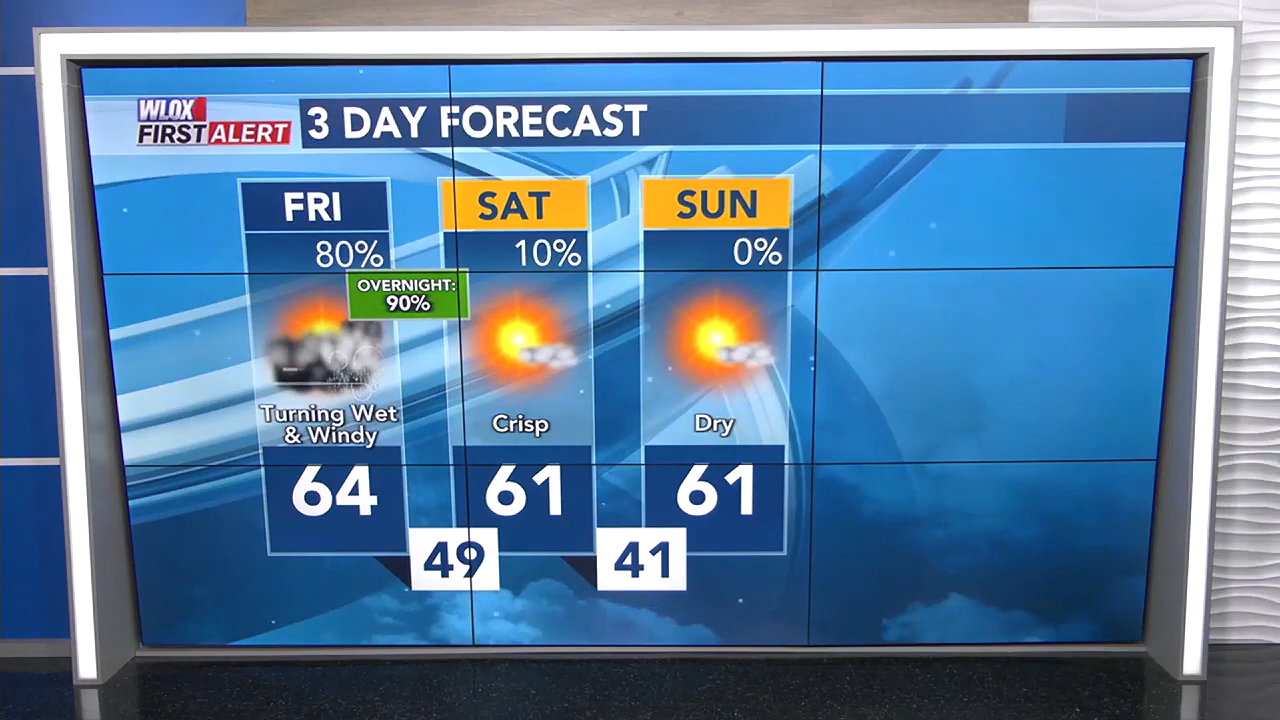 WLOX
FIRST ALERT
3 DAY FORECAST
FRI
SAT
SUN
80%
10%
0%
OVERNIGHT:
90%
Turning Wet
& Windy
Crisp
Dry
64
61
61
49
41